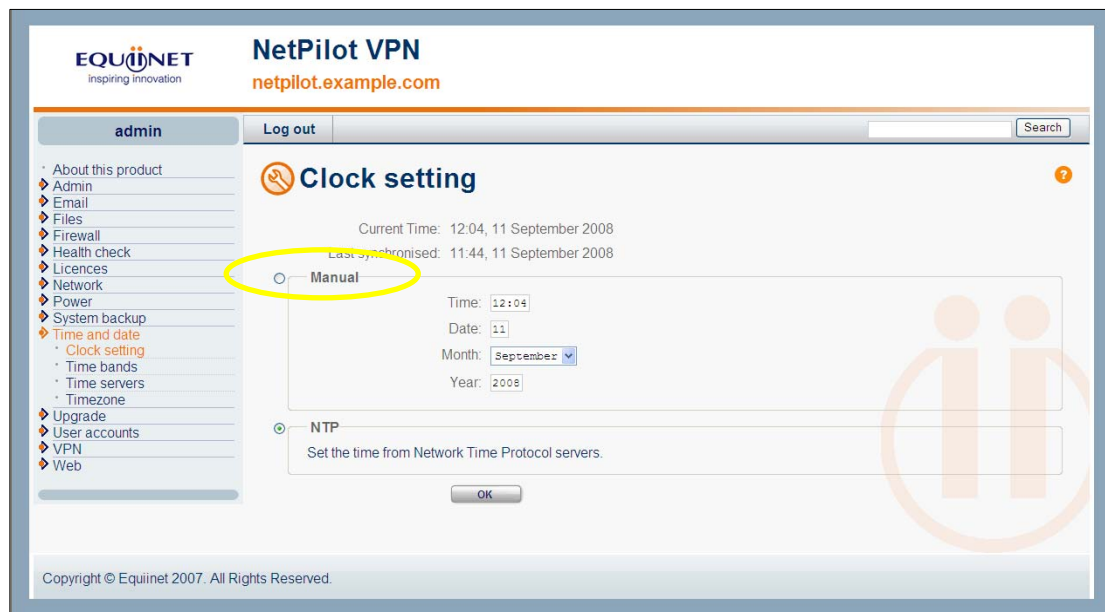 EQUiiNET
inspiring innovation
NetPilot VPN
netpilot.example.com
admin
Log out
Search
About this product
Admin
Email
Files
Firewall
Health check
Licences
Network
Power
System backup
Time and date
Clock setting
Time bands
Time servers
Timezone
Upgrade
User accounts
VPN
Web
Clock setting
?
Current Time: 12:04, 11 September 2008
Last synchronised: 11:44, 11 September 2008
Manual
Time: 12:04
Date: 11
Month: September
Year: 2008
NTP
Set the time from Network Time Protocol servers.
OK
Copyright © Equiinet 2007. All Rights Reserved.